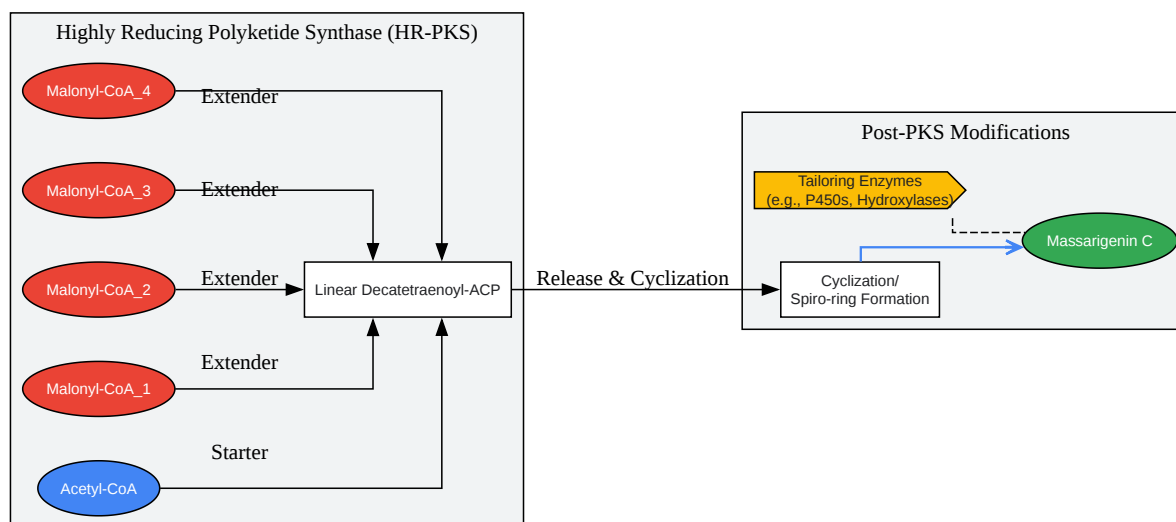 Highly Reducing Polyketide Synthase (HR-PKS)
Malonyl-CoA_4
Extender
Malonyl-CoA_3
Extender
Malonyl-CoA_2
Extender
Linear Decatetraenoyl-ACP
Malonyl-CoA_1
Extender
Starter
Acetyl-CoA
Release & Cyclization
Post-PKS Modifications
Tailoring Enzymes
(e.g., P450s, Hydroxylases)
Massarigenin C
Cyclization/
Spiro-ring Formation